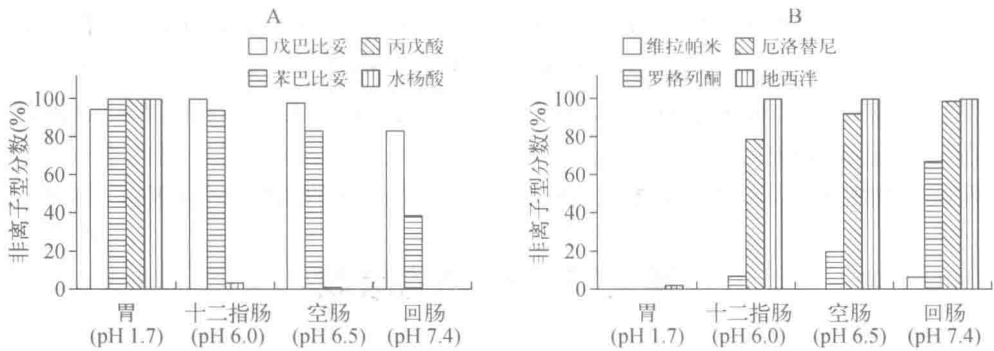 A
□戊巴比妥 丙戊酸
苯巴比妥 水杨酸
非离子型分数(%)
100
80
60
40
20
0
胃 十二指肠 空肠 回肠
(pH 1.7) (pH 6.0) (pH 6.5) (pH 7.4)
B
维拉帕米 厄洛替尼
罗格列酮 地西泮
非离子型分数(%)
100
80
60
40
20
0
胃 十二指肠 空肠 回肠
(pH 1.7) (pH 6.0) (pH 6.5) (pH 7.4)